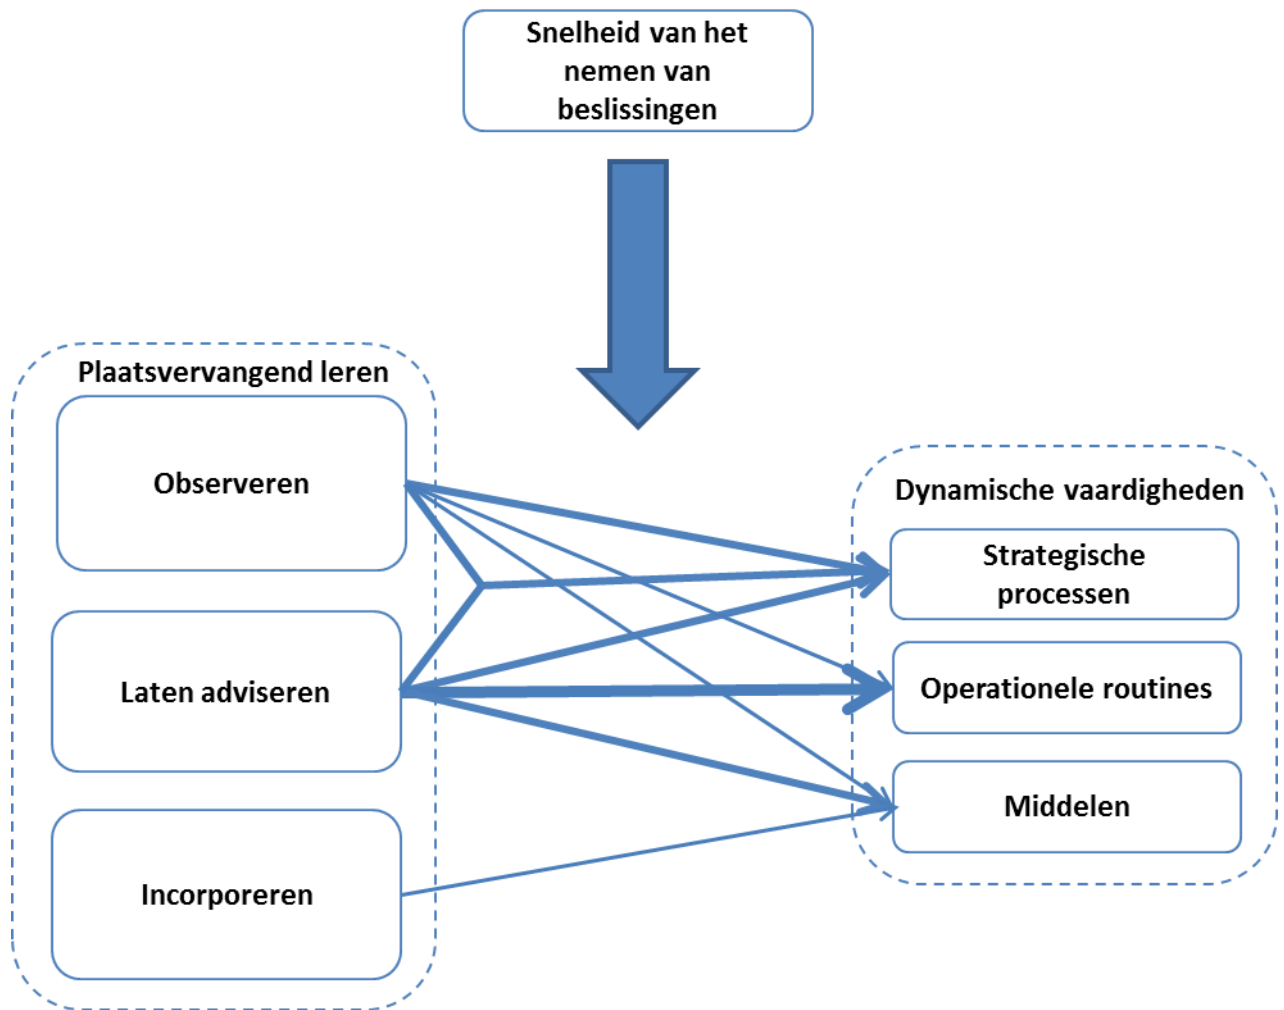 Snelheid van het
nemen van
beslissingen
Plaatsvervangend leren
Observeren
Laten adviseren
Incorporeren
Dynamische vaardigheden
Strategische
processen
Operationele routines
Middelen